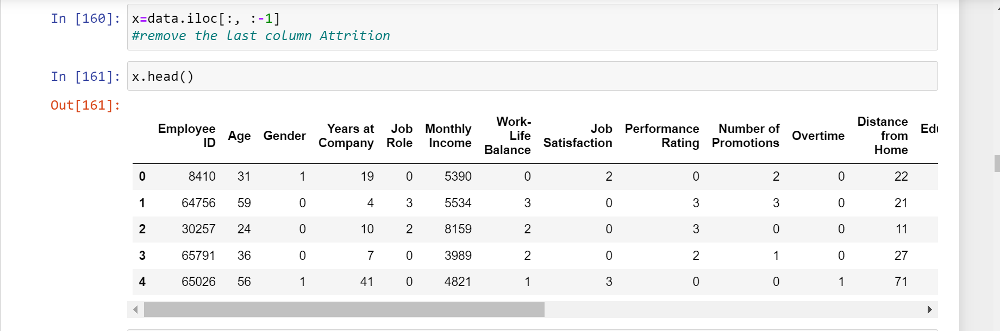 In [160]: x=data.iloc[:, :-1]
#remove the last column Attrition
In [161]: x.head()
Out[161]:
Employee ID Age Gender Years at Company Job Role Monthly Income Work-Life Balance Job Satisfaction Performance Rating Number of Promotions Overtime Distance from Home
0 8410 31 1 19 0 5390 0 2 0 2 0 22
1 64756 59 0 4 3 5534 3 0 3 3 0 21
2 30257 24 0 10 2 8159 2 0 3 0 0 11
3 65791 36 0 7 0 3989 2 0 2 1 0 27
4 65026 56 1 41 0 4821 1 3 0 0 1 71